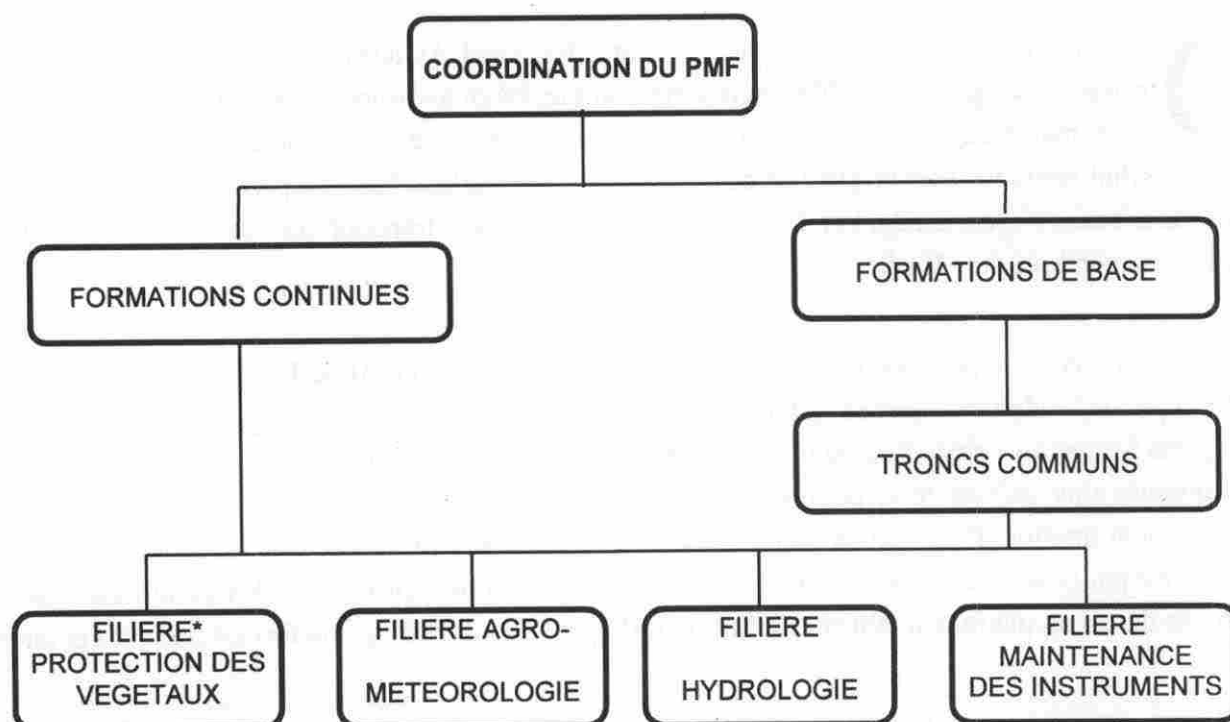 COORDINATION DU PMF
FORMATIONS CONTINUES
FORMATIONS DE BASE
TRONCS COMMUNS
FILIERE*
PROTECTION DES
VEGETAUX
FILIERE AGRO-
METEOROLOGIE
FILIERE
HYDROLOGIE
FILIERE
MAINTENANCE
DES INSTRUMENTS